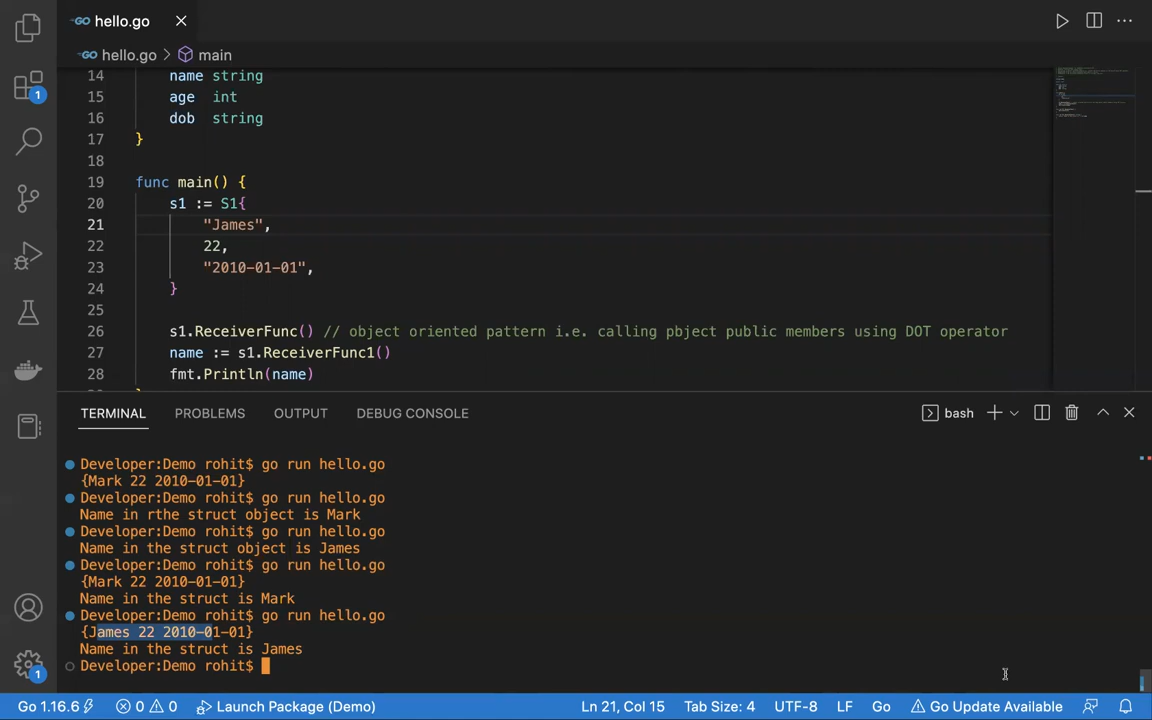 GO hello.go
GO hello.go > main
14 name string
15 age int
16 dob string
17 }
18
19 func main() {
20 s1 := S1{
21 "James",
22 22,
23 "2010-01-01",
24 }
25
26 s1.ReceiverFunc() // object oriented pattern i.e. calling pbject public members using DOT operator
27 name := s1.ReceiverFunc1()
28 fmt.Println(name)
1
TERMINAL PROBLEMS OUTPUT DEBUG CONSOLE bash
Developer:Demo rohit$ go run hello.go
{Mark 22 2010-01-01}
Developer:Demo rohit$ go run hello.go
Name in rthe struct object is Mark
Developer:Demo rohit$ go run hello.go
Name in the struct object is James
Developer:Demo rohit$ go run hello.go
{Mark 22 2010-01-01}
Name in the struct is Mark
Developer:Demo rohit$ go run hello.go
{James 22 2010-01-01}
Name in the struct is James
Developer:Demo rohit$
1
Go 1.16.6 0 0 Launch Package (Demo) Ln 21, Col 15 Tab Size: 4 UTF-8 LF Go Go Update Available